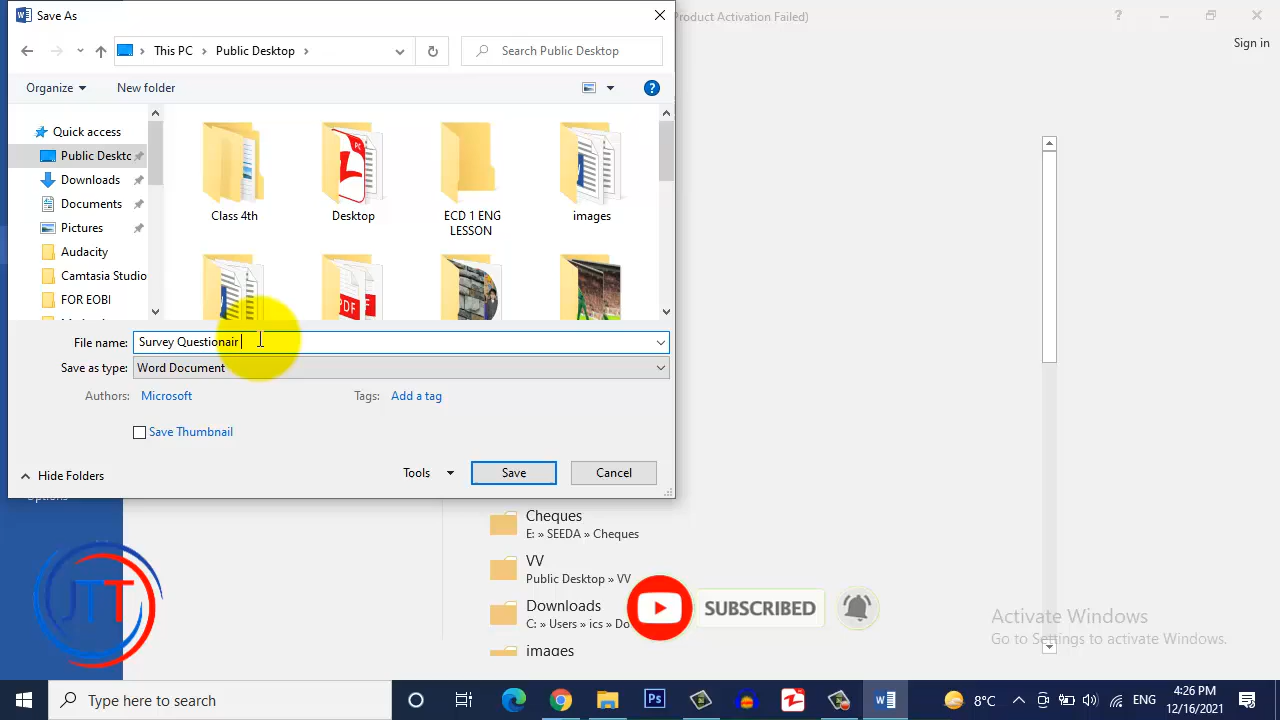 Save As
Product Activation Failed)
Sign in
This PC
Public Desktop
Search Public Desktop
Organize
New folder
Quick access
Public Deskto
Downloads
Documents
Pictures
Audacity
Camtasia Studio
FOR EOBI
Class 4th
Desktop
ECD 1 ENG
LESSON
images
PDF
File name:
Survey Questionair
Save as type:
Word Document
Authors:
Microsoft
Tags:
Add a tag
Save Thumbnail
Hide Folders
Tools
Save
Cancel
Options
Cheques
E: » SEEDA » Cheques
VV
Public Desktop » VV
Downloads
C: » Users » ics » Do
images
JTT
SUBSCRIBED
Activate Windows
Go to Settings to activate Windows.
Type here to search
Ps
8°C
ENG
4:26 PM
12/16/2021